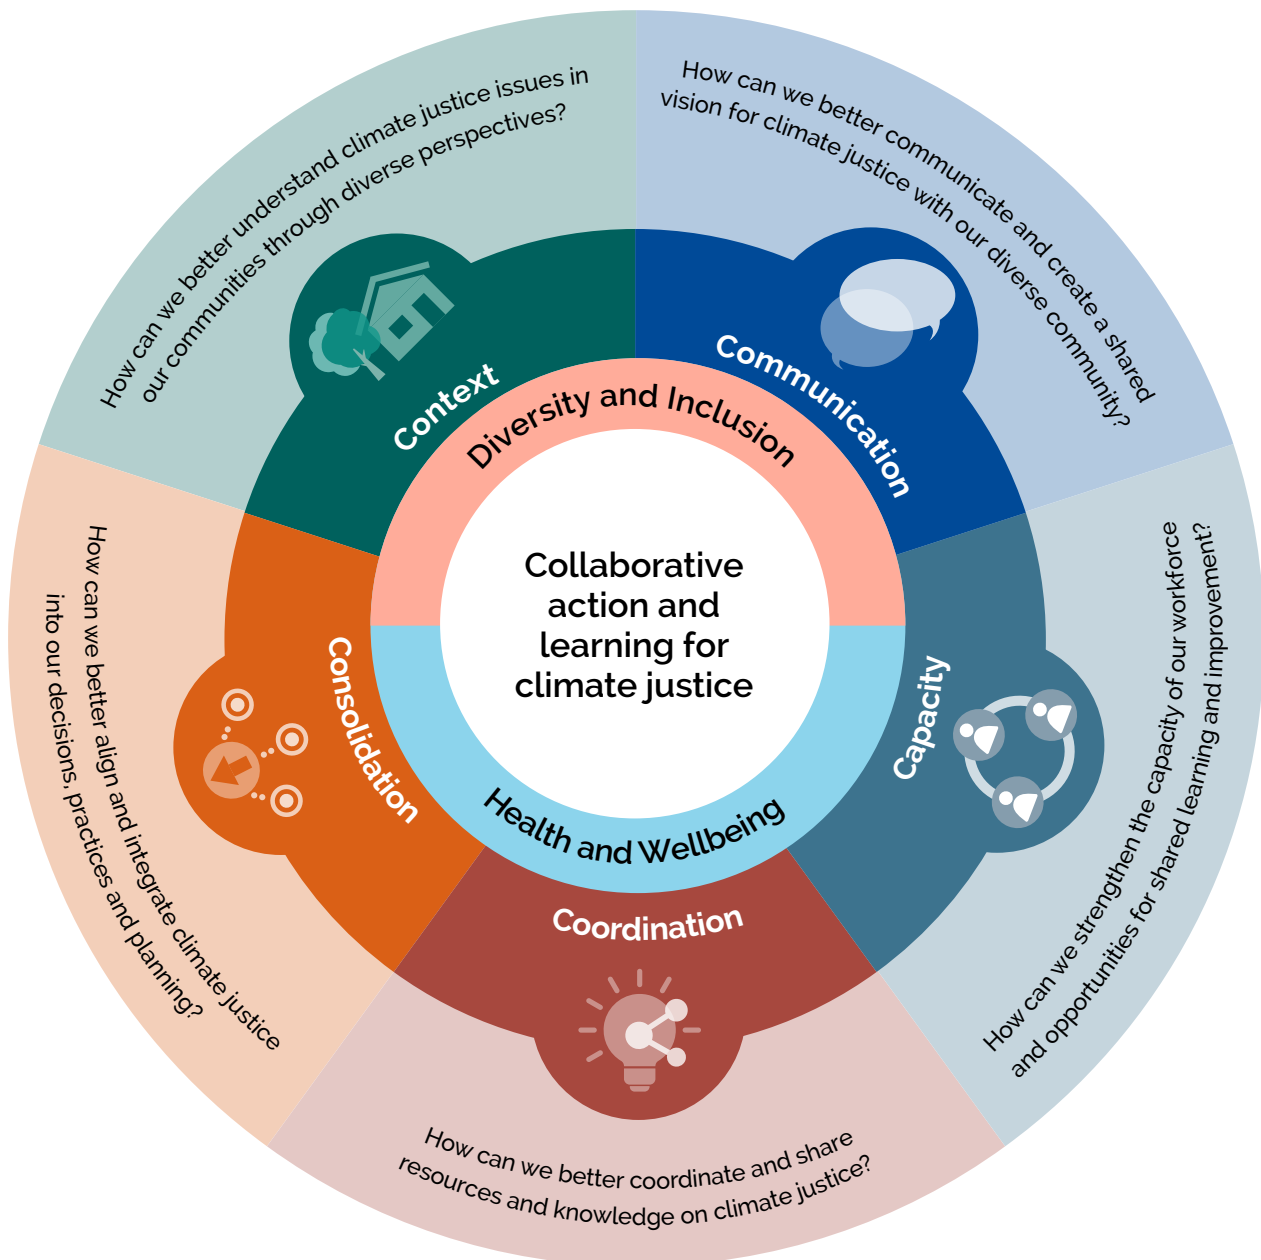 Collaborative
action and
learning for
climate justice
Diversity and Inclusion
Health and Wellbeing
Context
How can we better understand climate justice issues in
our communities through diverse perspectives?
Communication
How can we better communicate and create a shared
vision for climate justice with our diverse community?
Capacity
How can we strengthen the capacity of our workforce
and opportunities for shared learning and improvement?
Coordination
How can we better coordinate and share
resources and knowledge on climate justice?
Consolidation
How can we better align and integrate climate justice
into our decisions, practices and planning?